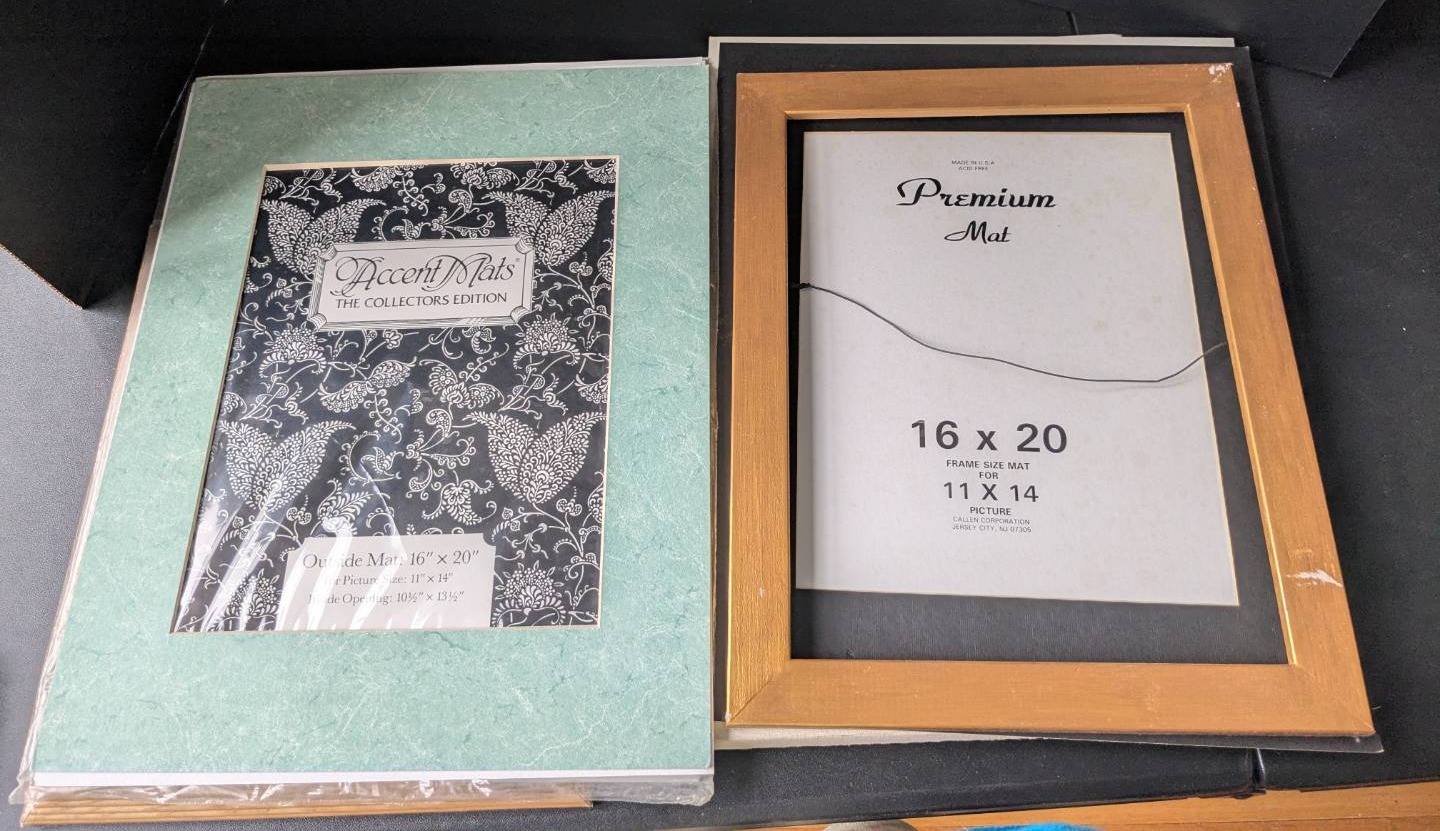 Accent Mats®
THE COLLECTORS EDITION
Outside Mat: 16" × 20"
Picture Size: 11" × 14"
Opening: 10½" × 13½"
MADE IN U.S.A
ACID FREE
Premium
Mat
16 x 20
FRAME SIZE MAT
FOR
11 X 14
PICTURE
CALLEN CORPORATION
JERSEY CITY, NJ 07305